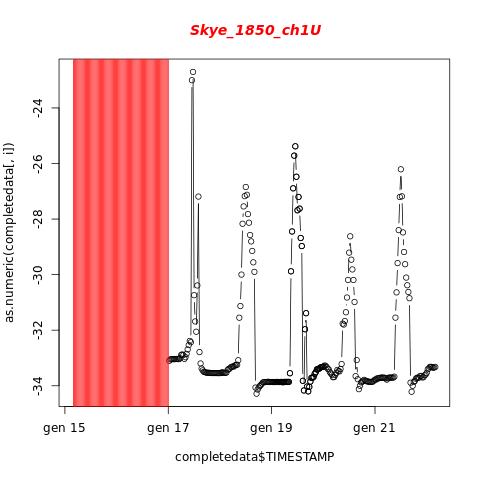 Skye_1850_ch1U
as.numeric(completedata[, i])
-24
-26
-28
-30
-32
-34
gen 15 gen 17 gen 19 gen 21
completedata$TIMESTAMP